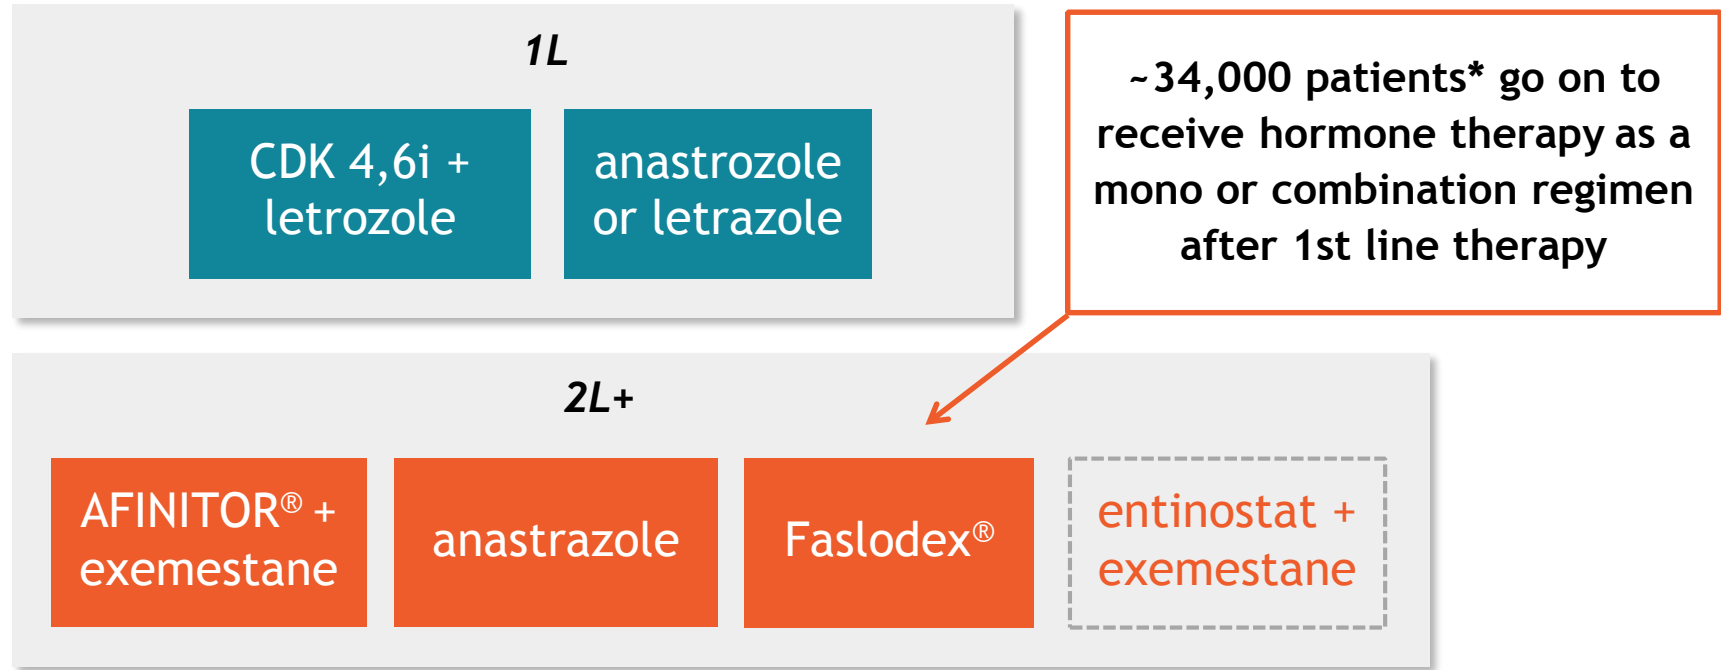 1L
CDK 4,6i +
letrozole
anastrozole
or letrazole
~34,000 patients* go on to
receive hormone therapy as a
mono or combination regimen
after 1st line therapy
2L+
AFINITOR® +
exemestane
anastrazole
Faslodex®
entinostat +
exemestane